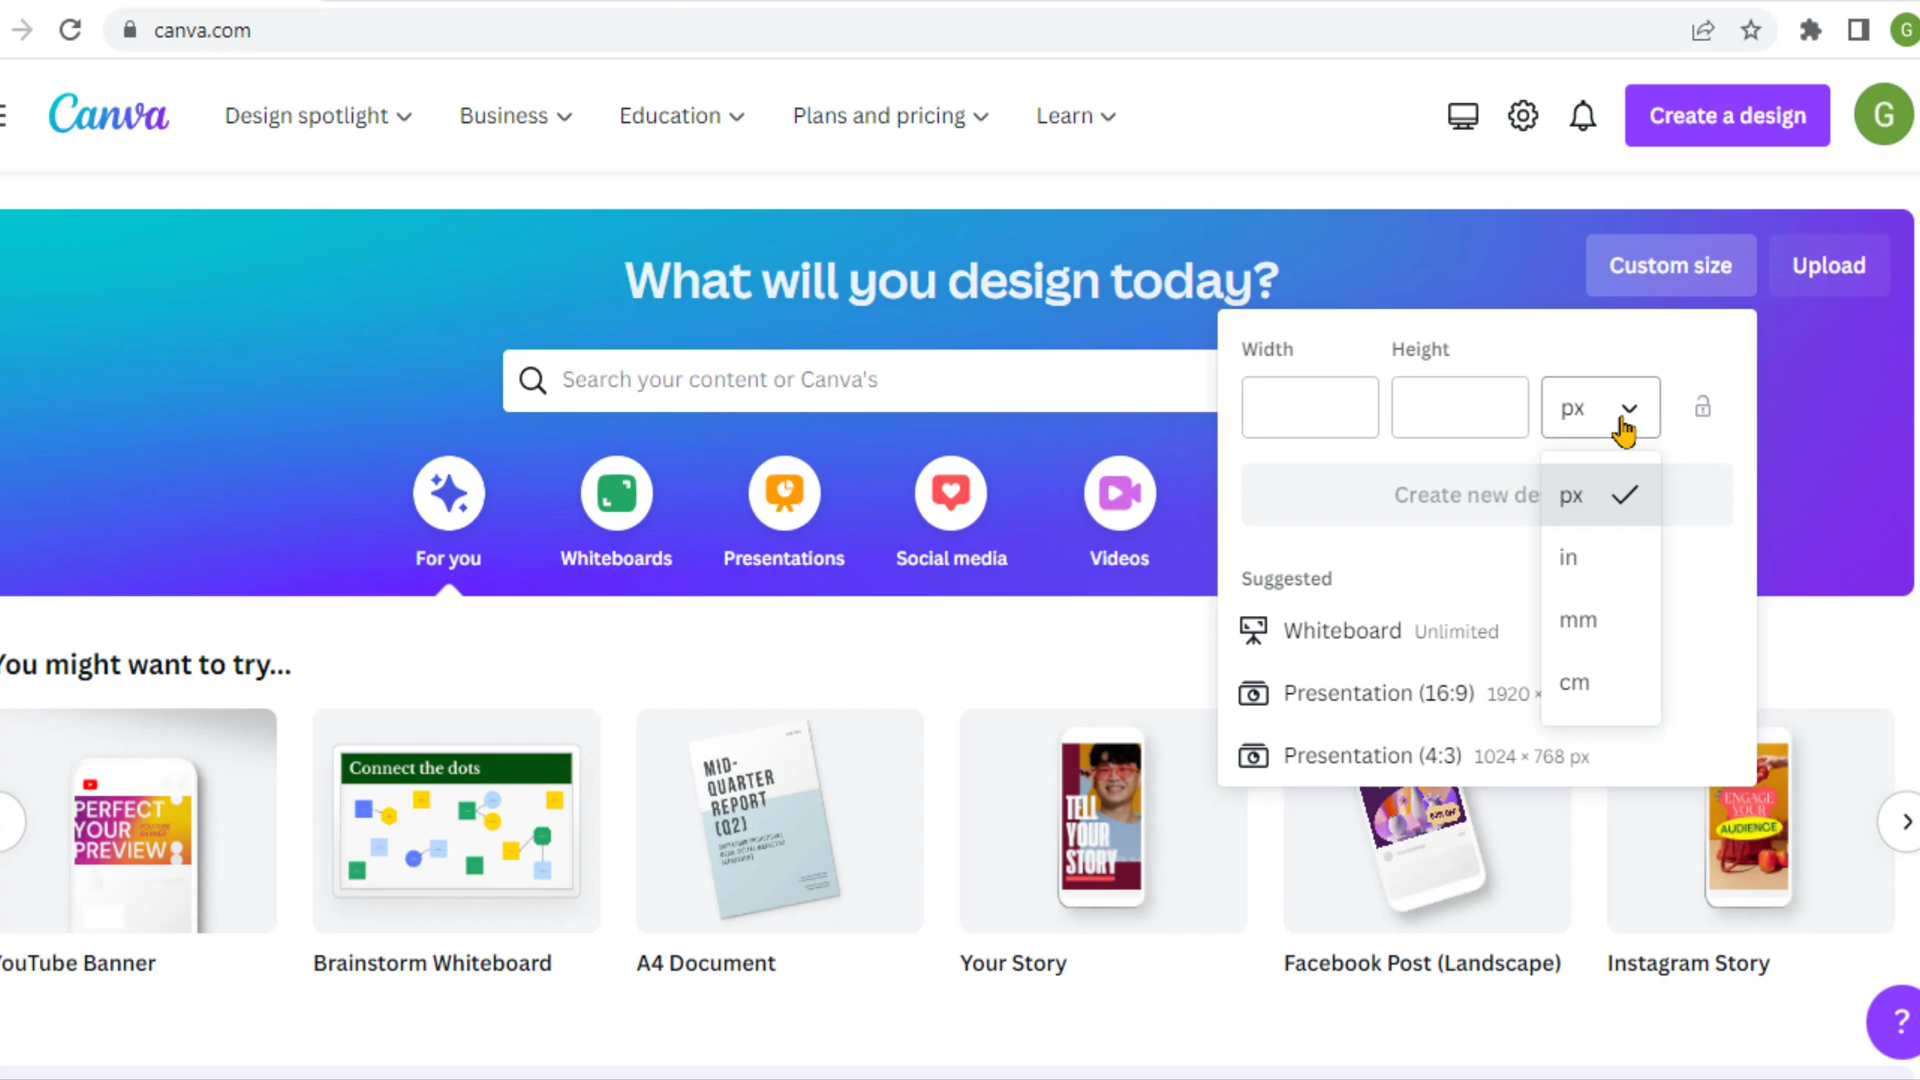 canva.com
G
Canva
Design spotlight
Business
Education
Plans and pricing
Learn
Create a design
G
What will you design today?
Custom size
Upload
Width
Height
Search your content or Canva's
px
Create new de
px
in
mm
cm
For you
Whiteboards
Presentations
Social media
Videos
Suggested
Whiteboard Unlimited
Presentation (16:9) 1920 ×
Presentation (4:3) 1024 × 768 px
You might want to try...
PERFECT
YOUR
PREVIEW
Connect the dots
MID-
QUARTER
REPORT
(Q2)
TELL
YOUR
STORY
ENGAGE
YOUR
AUDIENCE
ouTube Banner
Brainstorm Whiteboard
A4 Document
Your Story
Facebook Post (Landscape)
Instagram Story
?